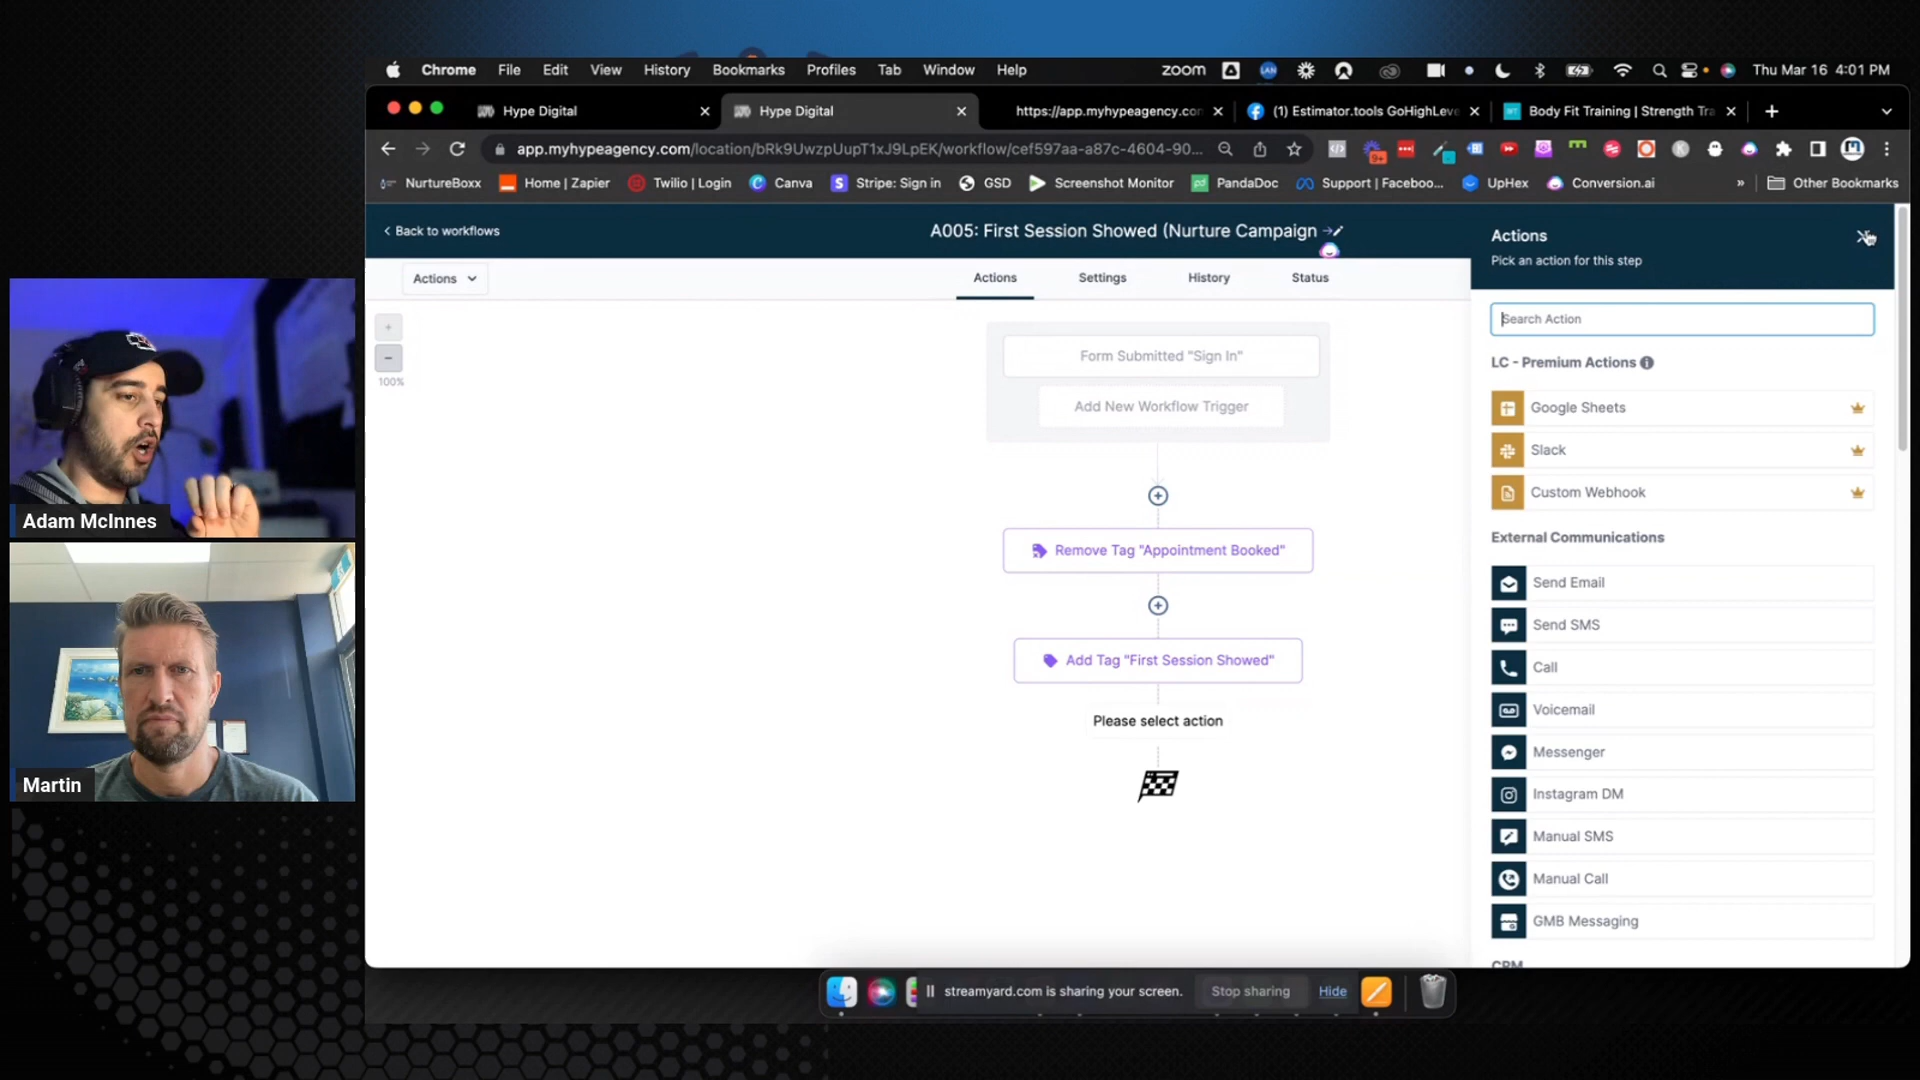 Chrome File Edit View History Bookmarks Profiles Tab Window Help
zoom LAN Thu Mar 16 4:01 PM
Hype Digital
Hype Digital
https://app.myhypeagency.con
(1) Estimator.tools GoHighLeve
Body Fit Training | Strength Tra
app.myhypeagency.com/location/bRk9UwzpUupT1xJ9LpEK/workflow/cef597aa-a87c-4604-90...
9+
NurtureBoxx Home | Zapier Twilio | Login Canva Stripe: Sign in GSD Screenshot Monitor PandaDoc Support | Faceboo... UpHex Conversion.ai » Other Bookmarks
Back to workflows
A005: First Session Showed (Nurture Campaign
Actions
Actions Settings History Status
+
−
100%
Form Submitted "Sign In"
Add New Workflow Trigger
Remove Tag "Appointment Booked"
Add Tag "First Session Showed"
Please select action
Actions
Pick an action for this step
Search Action
LC - Premium Actions
Google Sheets
Slack
Custom Webhook
External Communications
Send Email
Send SMS
Call
Voicemail
Messenger
Instagram DM
Manual SMS
Manual Call
GMB Messaging
CRM
Adam McInnes
Martin
streamyard.com is sharing your screen. Stop sharing Hide